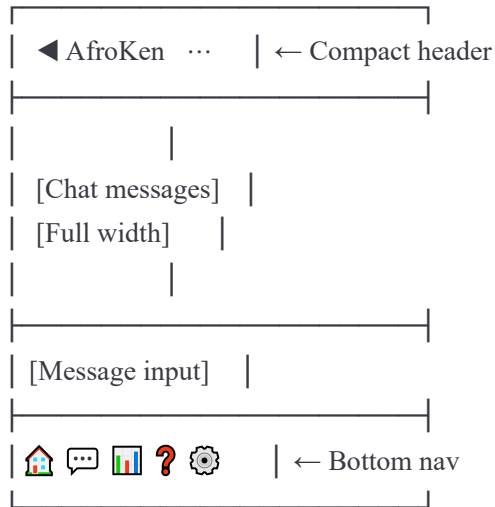 ◀ AfroKen ⋯ ← Compact header
[Chat messages]
[Full width]
[Message input]
🏠 💬 📊 ❓ ⚙️ ← Bottom nav